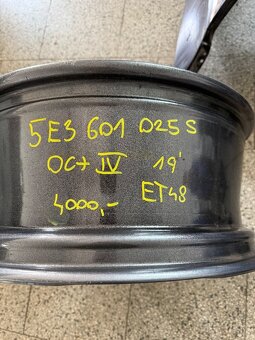 5E3 601 025 S
OCT IV 19'
4000,- ET48